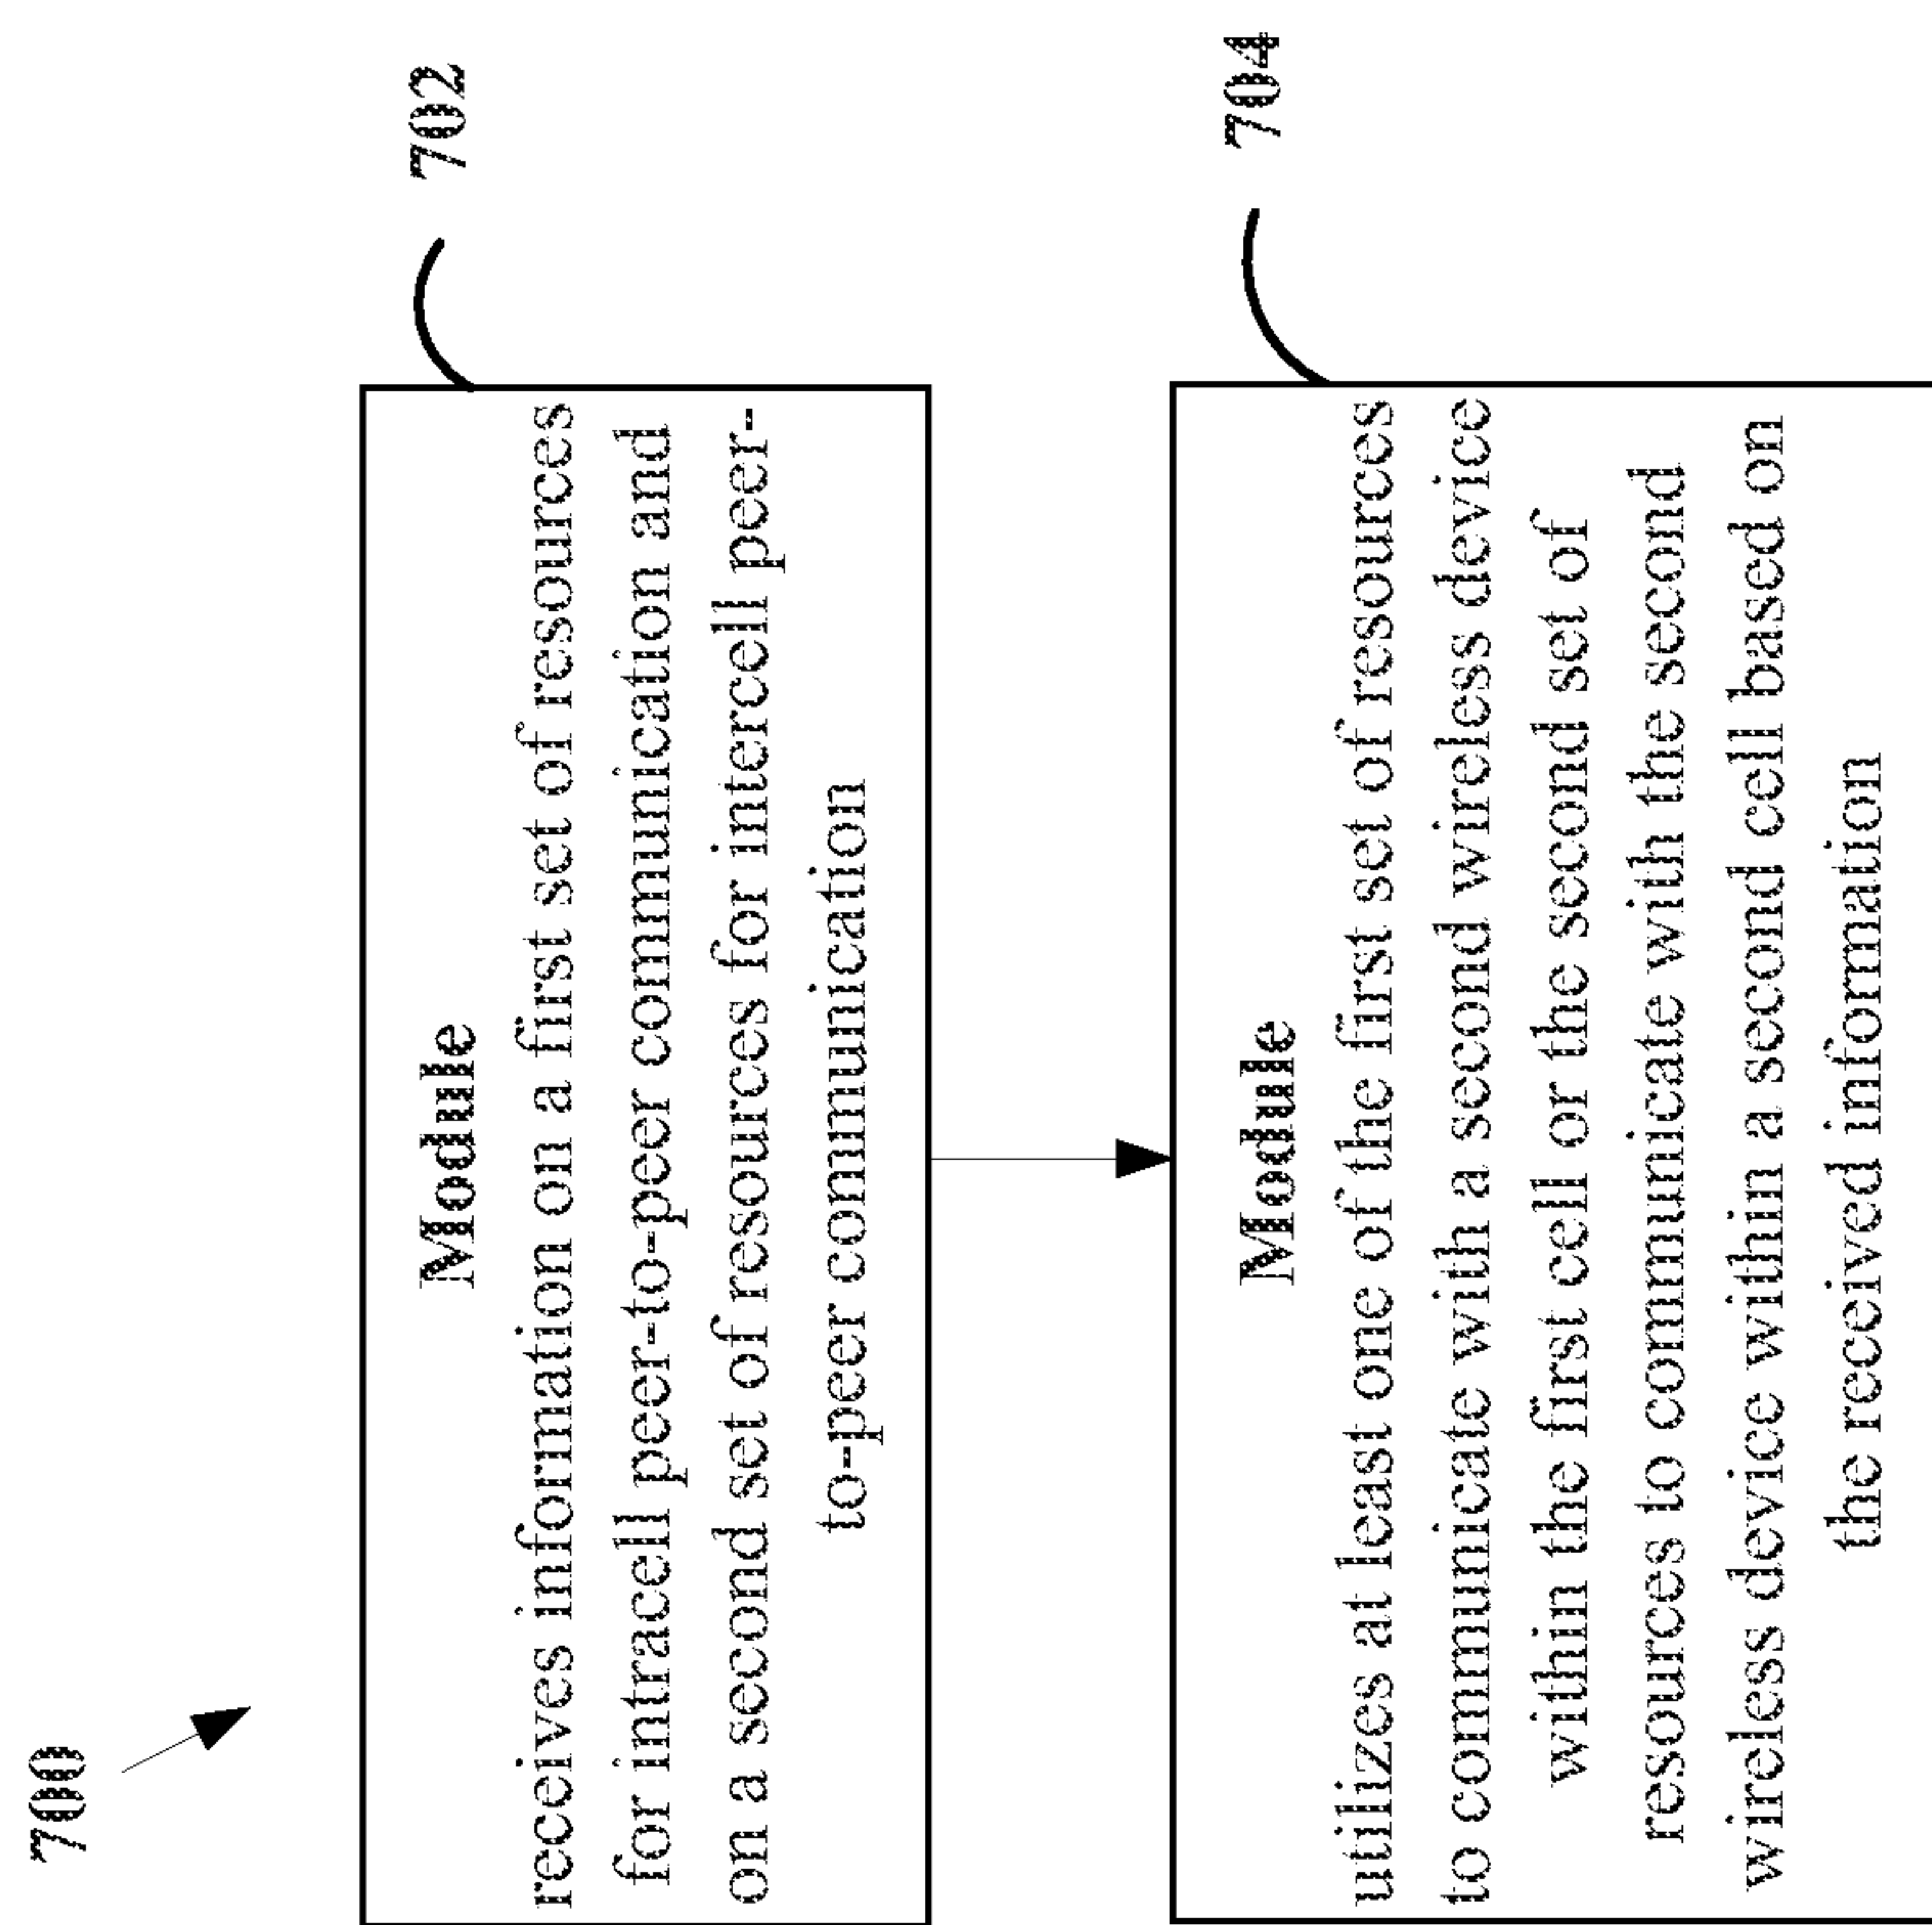 700
702
Module
receives information on a first set of resources
for intracell peer-to-peer communication and
on a second set of resources for intercell peer-
to-peer communication
704
Module
utilizes at least one of the first set of resources
to communicate with a second wireless device
within the first cell or the second set of
resources to communicate with the second
wireless device within a second cell based on
the received information